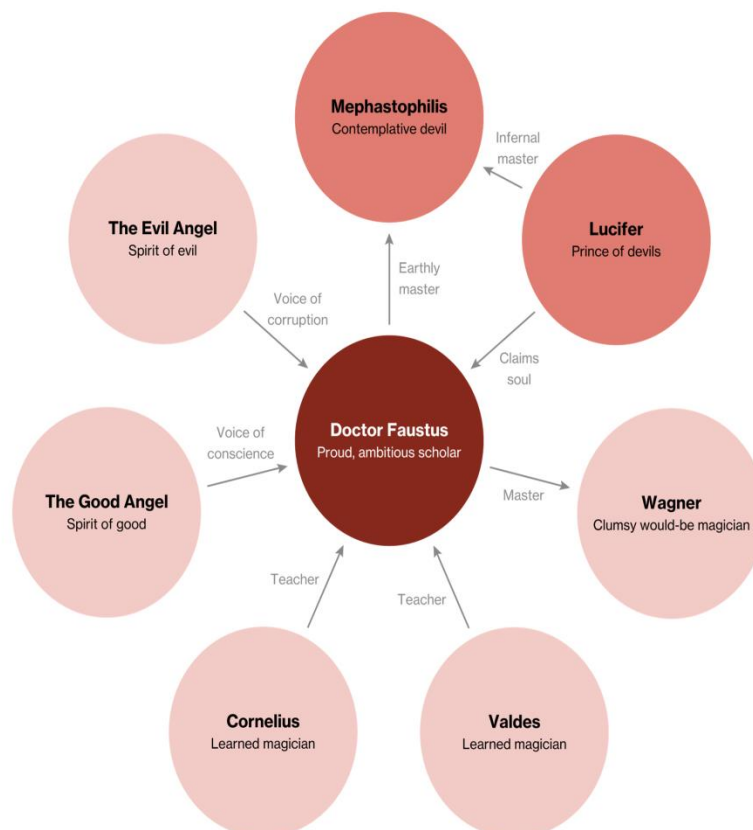 Mephastophilis
Contemplative devil
Infernal
master
The Evil Angel
Spirit of evil
Lucifer
Prince of devils
Earthly
master
Voice of
corruption
Claims
soul
Doctor Faustus
Proud, ambitious scholar
Voice of
conscience
The Good Angel
Spirit of good
Master
Wagner
Clumsy would-be magician
Teacher
Teacher
Cornelius
Learned magician
Valdes
Learned magician